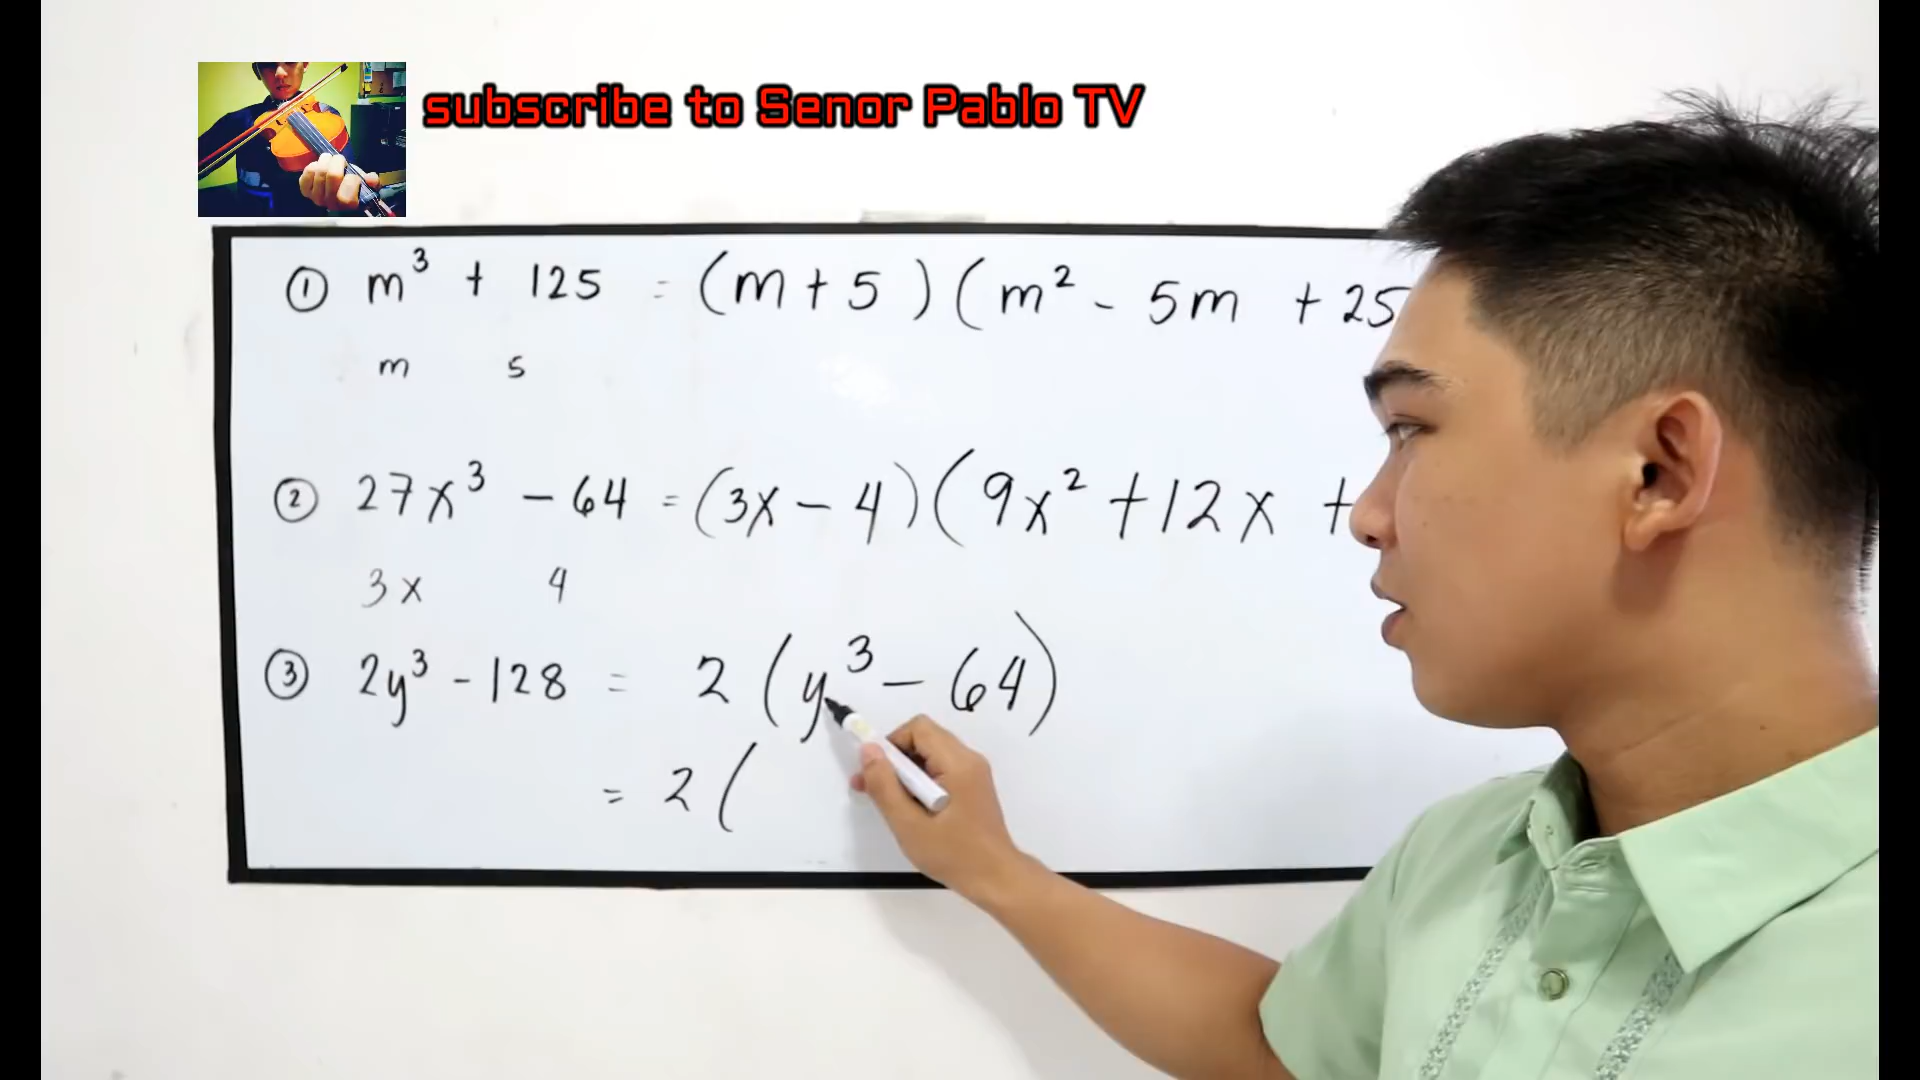 subscribe to Senor Pablo TV
① m³ + 125 = (m + 5)(m² - 5m + 25
m 5
② 27x³ - 64 = (3x - 4)(9x² + 12x +
3x 4
③ 2y³ - 128 = 2(y³ - 64)
= 2(